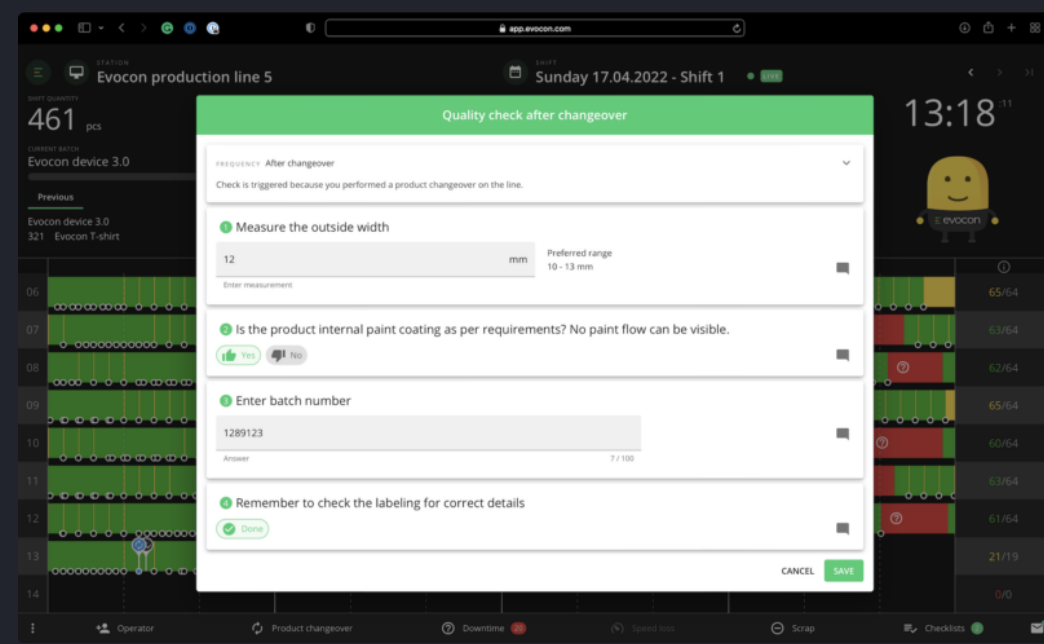 app.evocon.com
STATION
Evocon production line 5
SHIFT
Sunday 17.04.2022 - Shift 1
LIVE
SHIFT QUANTITY
461 pcs
13:18 :11
CURRENT BATCH
Evocon device 3.0
Previous
Evocon device 3.0
321 Evocon T-shirt
evocon
Quality check after changeover
FREQUENCY After changeover
Check is triggered because you performed a product changeover on the line.
1 Measure the outside width
12 mm
Preferred range
10 - 13 mm
Enter measurement
2 Is the product internal paint coating as per requirements? No paint flow can be visible.
Yes No
3 Enter batch number
1289123
Answer 7 / 100
4 Remember to check the labeling for correct details
Done
CANCEL SAVE
06 65/64
07 63/64
08 62/64
09 65/64
10 60/64
11 63/64
12 61/64
13 21/19
14 0/0
Operator Product changeover Downtime 20 Speed loss Scrap Checklists